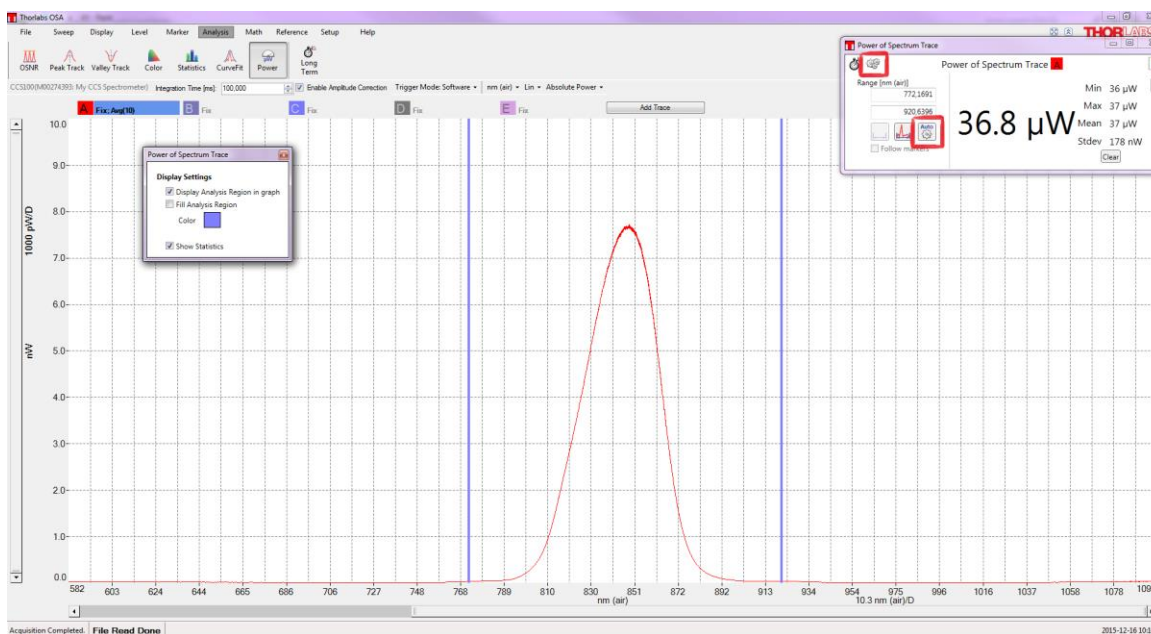 Thorlabs OSA
File Sweep Display Level Marker Analysis Math Reference Setup Help
THORLABS
OSNR Peak Track Valley Track Color Statistics CurveFit Power Long Term
CCS100(M00274393: My CCS Spectrometer) Integration Time [ms]: 100,000 Enable Amplitude Correction Trigger Mode: Software nm (air) Lin Absolute Power
A Fix; Avg(10) B Fix C Fix D Fix E Fix Add Trace
Power of Spectrum Trace
Power of Spectrum Trace A
Range [nm (air)]
772,1691
920,6396
Auto
Follow markers
36.8 µW
Min 36 µW
Max 37 µW
Mean 37 µW
Stdev 178 nW
Clear
Power of Spectrum Trace
Display Settings
Display Analysis Region in graph
Fill Analysis Region
Color
Show Statistics
1000 pW/D
nW
10.0
9.0
8.0
7.0
6.0
5.0
4.0
3.0
2.0
1.0
0.0
582 603 624 644 665 686 706 727 748 768 789 810 830 851 872 892 913 934 954 975 996 1016 1037 1058 1078
nm (air) 10.3 nm (air)/D
Acquisition Completed. File Read Done